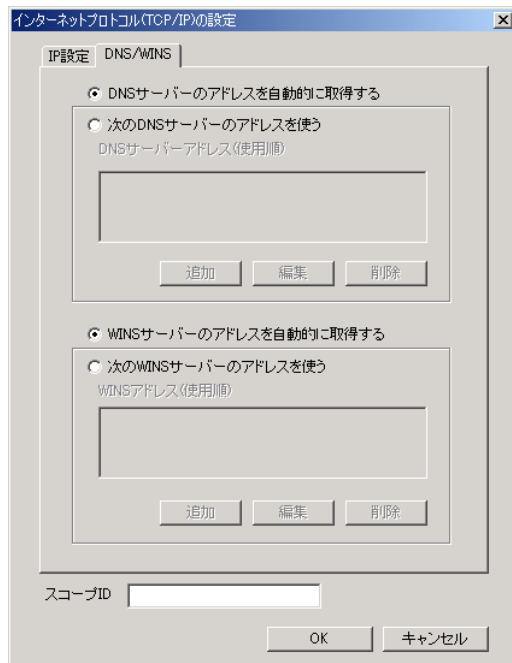 インターネットプロトコル(TCP/IP)の設定
IP設定 DNS/WINS
DNSサーバーのアドレスを自動的に取得する
次のDNSサーバーのアドレスを使う
DNSサーバーアドレス(使用順)
追加 編集 削除
WINSサーバーのアドレスを自動的に取得する
次のWINSサーバーのアドレスを使う
WINSアドレス(使用順)
追加 編集 削除
スコープID
OK キャンセル